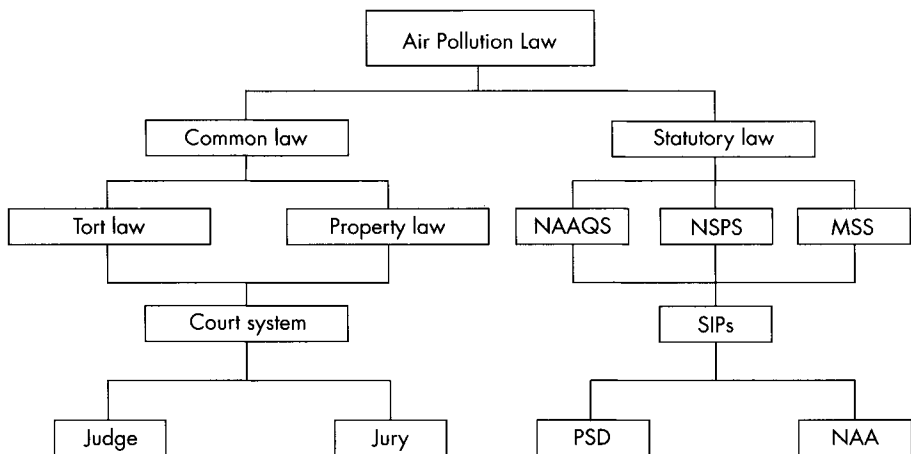 Air Pollution Law
Common law
Statutory law
Tort law
Property law
NAAQS
NSPS
MSS
Court system
SIPs
Judge
Jury
PSD
NAA